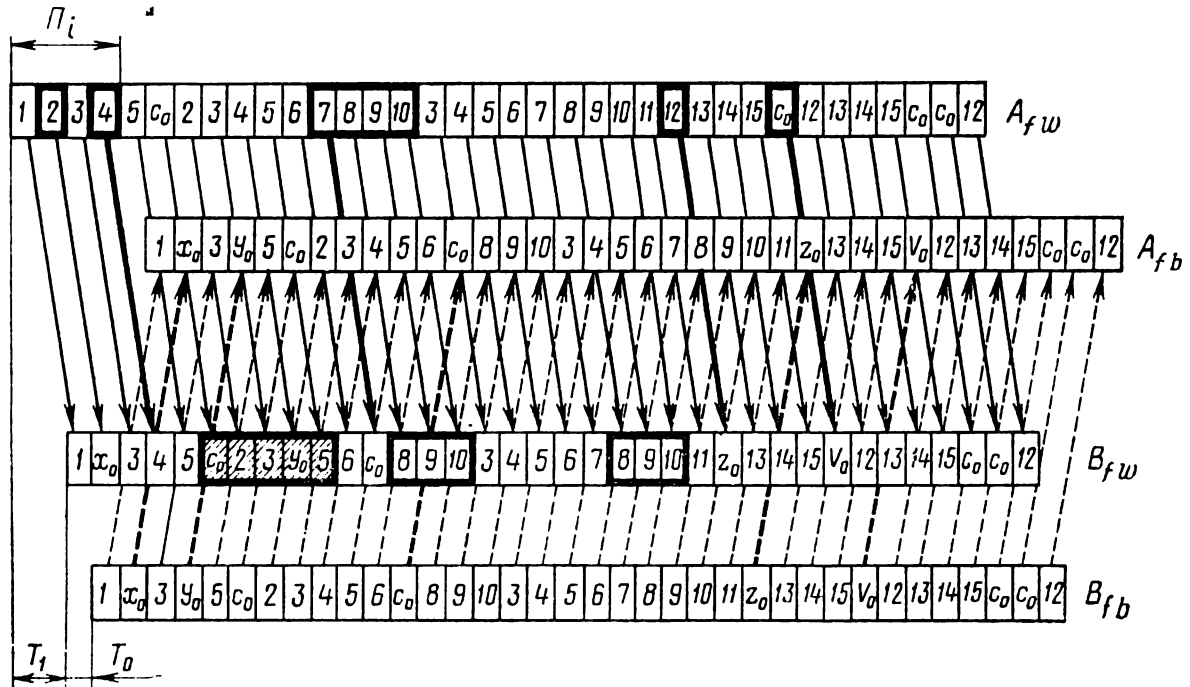 Π_i
1 2 3 4 5 c₀ 2 3 4 5 6 7 8 9 10 3 4 5 6 7 8 9 10 11 12 13 14 15 c₀ 12 13 14 15 c₀ c₀ 12 A_fw
1 x₀ 3 y₀ 5 c₀ 2 3 4 5 6 c₀ 8 9 10 3 4 5 6 7 8 9 10 11 z₀ 13 14 15 v₀ 12 13 14 15 c₀ c₀ 12 A_fb
1 x₀ 3 4 5 c₀ 2 3 y₀ 5 6 c₀ 8 9 10 3 4 5 6 7 8 9 10 11 z₀ 13 14 15 v₀ 12 13 14 15 c₀ c₀ 12 B_fw
1 x₀ 3 y₀ 5 c₀ 2 3 4 5 6 c₀ 8 9 10 3 4 5 6 7 8 9 10 11 z₀ 13 14 15 v₀ 12 13 14 15 c₀ c₀ 12 B_fb
T₁ T₀